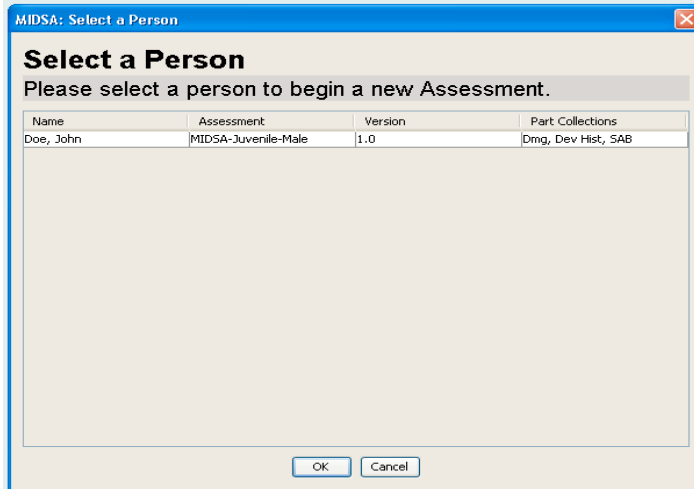 MIDSA: Select a Person
Select a Person
Please select a person to begin a new Assessment.
Name Assessment Version Part Collections
Doe, John MIDSA-Juvenile-Male 1.0 Dmg, Dev Hist, SAB
OK Cancel